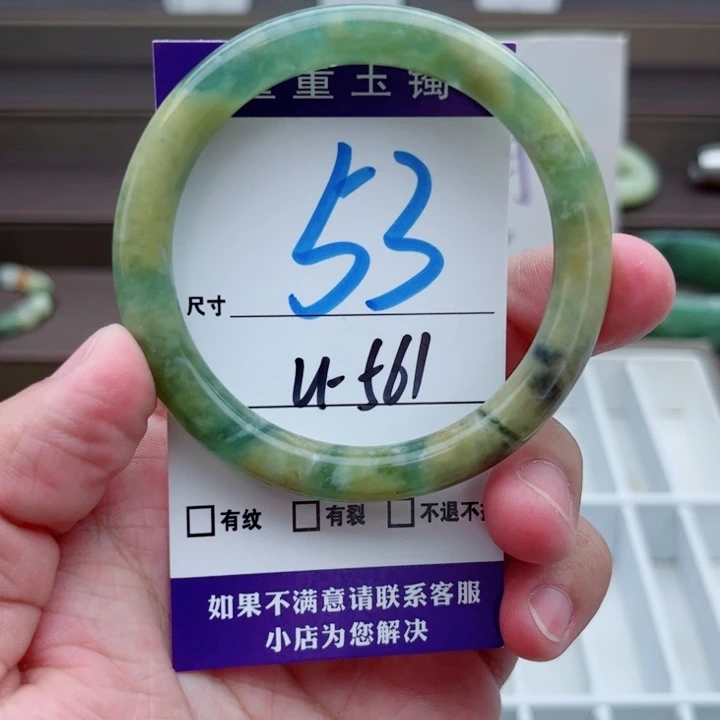 重玉镯
尺寸 53
u-561
□有纹 □有裂 □不退不
如果不满意请联系客服
小店为您解决